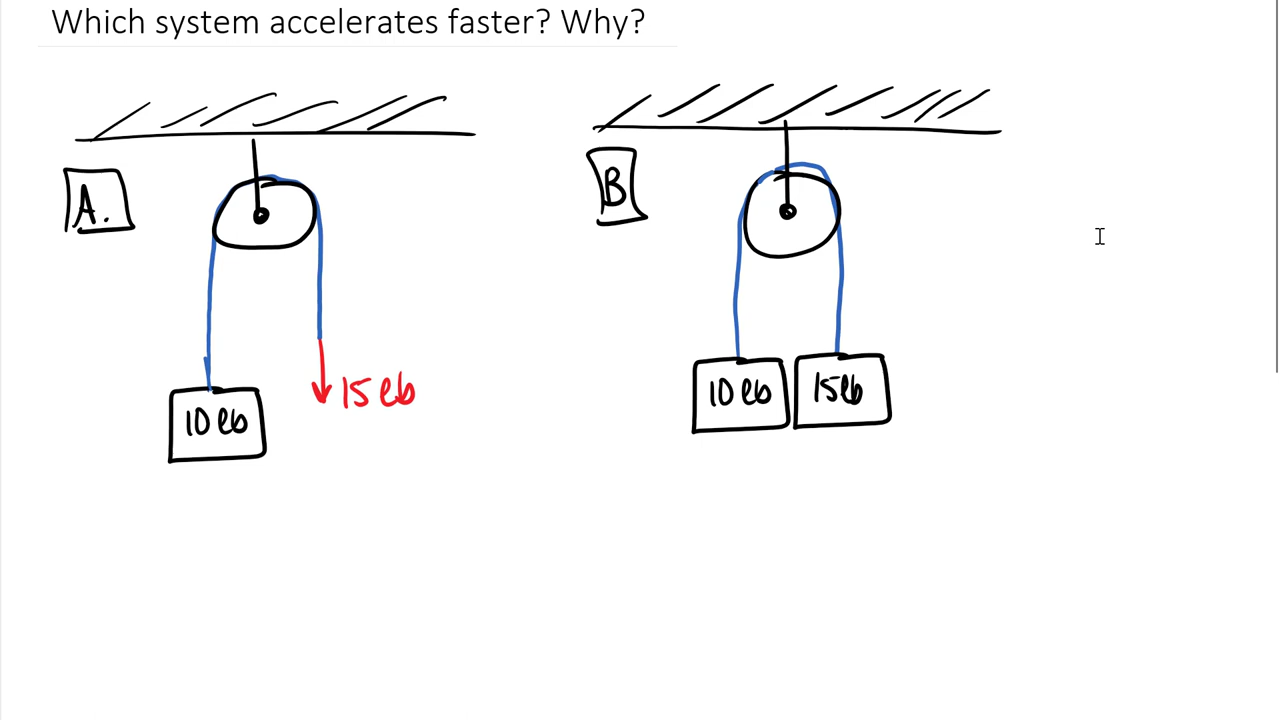 Which system accelerates faster? Why?
A.
B
15 lb
10 lb
10 lb
15 lb